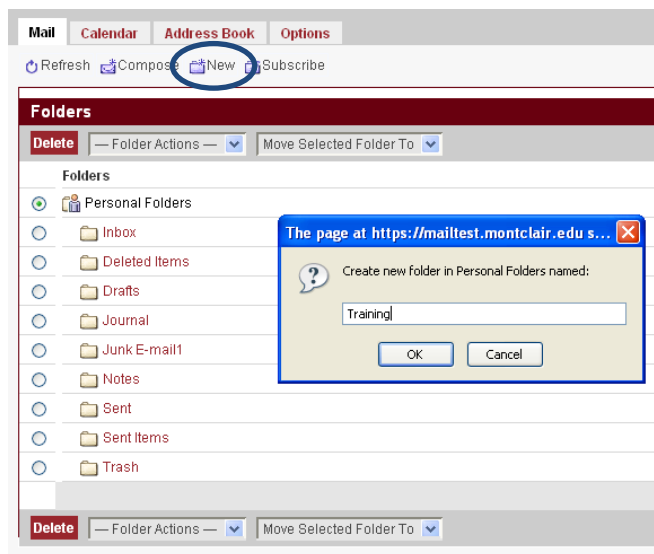 Mail Calendar Address Book Options
Refresh Compose New Subscribe
Folders
Delete — Folder Actions — Move Selected Folder To
Folders
Personal Folders
Inbox
Deleted Items
Drafts
Journal
Junk E-mail1
Notes
Sent
Sent Items
Trash
The page at https://mailtest.montclair.edu s...
Create new folder in Personal Folders named:
Training
OK Cancel
Delete — Folder Actions — Move Selected Folder To